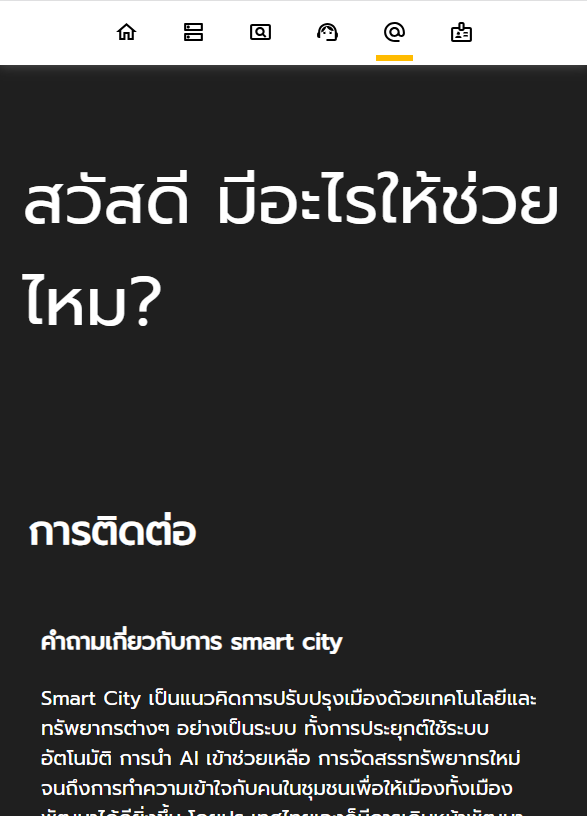 สวัสดี มีอะไรให้ช่วย
ไหม?
การติดต่อ
คำถามเกี่ยวกับการ smart city
Smart City เป็นแนวคิดการปรับปรุงเมืองด้วยเทคโนโลยีและ
ทรัพยากรต่างๆ อย่างเป็นระบบ ทั้งการประยุกต์ใช้ระบบ
อัตโนมัติ การนำ AI เข้าช่วยเหลือ การจัดสรรทรัพยากรใหม่
จนถึงการทำความเข้าใจกับคนในชุมชนเพื่อให้เมืองทั้งเมือง